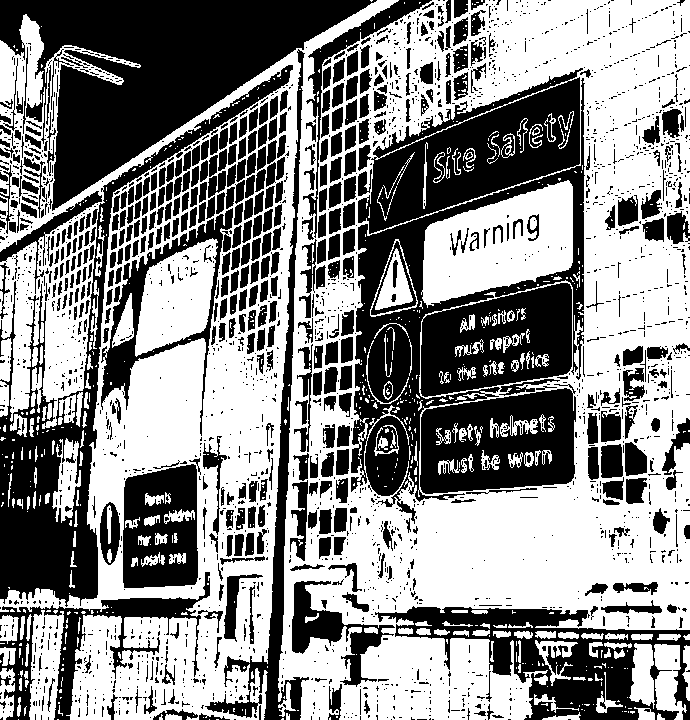 Site Safety
Warning
All visitors
must report
to the site office
Safety helmets
must be worn
Parents
must warn children
that this is
an unsafe area